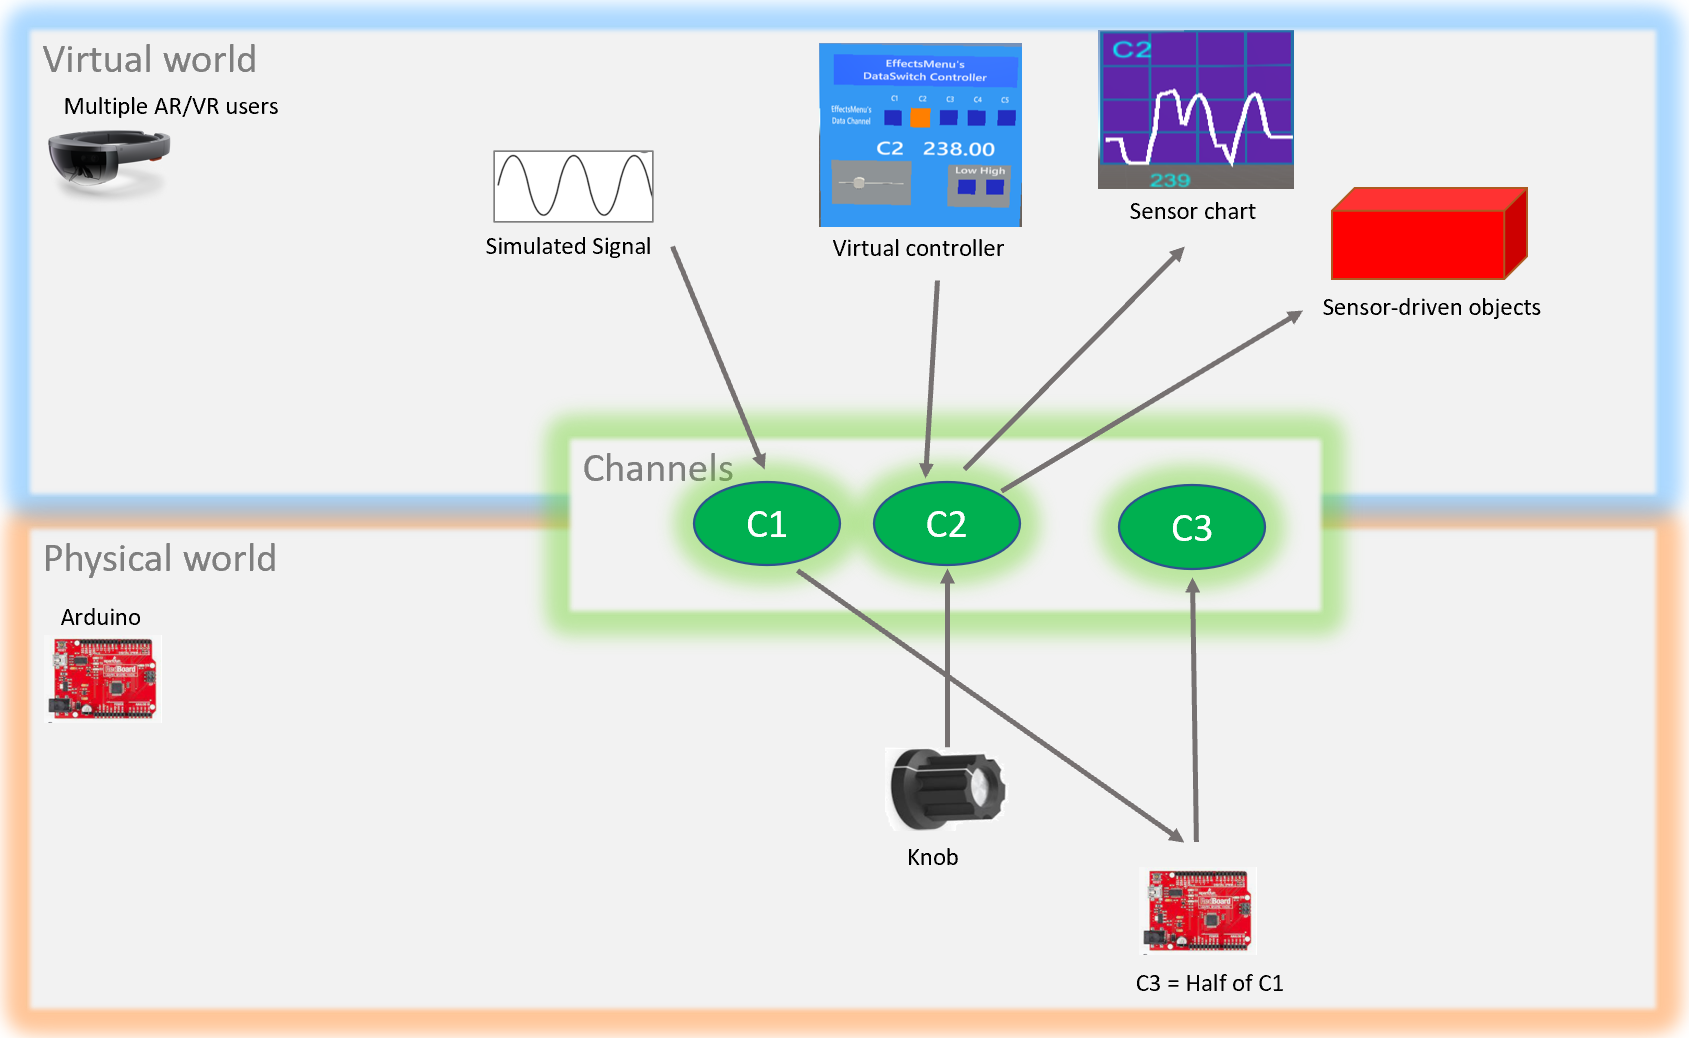 Virtual world
Multiple AR/VR users
Simulated Signal
EffectsMenu's
DataSwitch Controller
C1 C2 C3 C4 C5
EffectsMenu's
Data Channel
C2 238.00
Low High
Virtual controller
C2
239
Sensor chart
Sensor-driven objects
Channels
C1
C2
C3
Physical world
Arduino
Knob
RedBoard
C3 = Half of C1